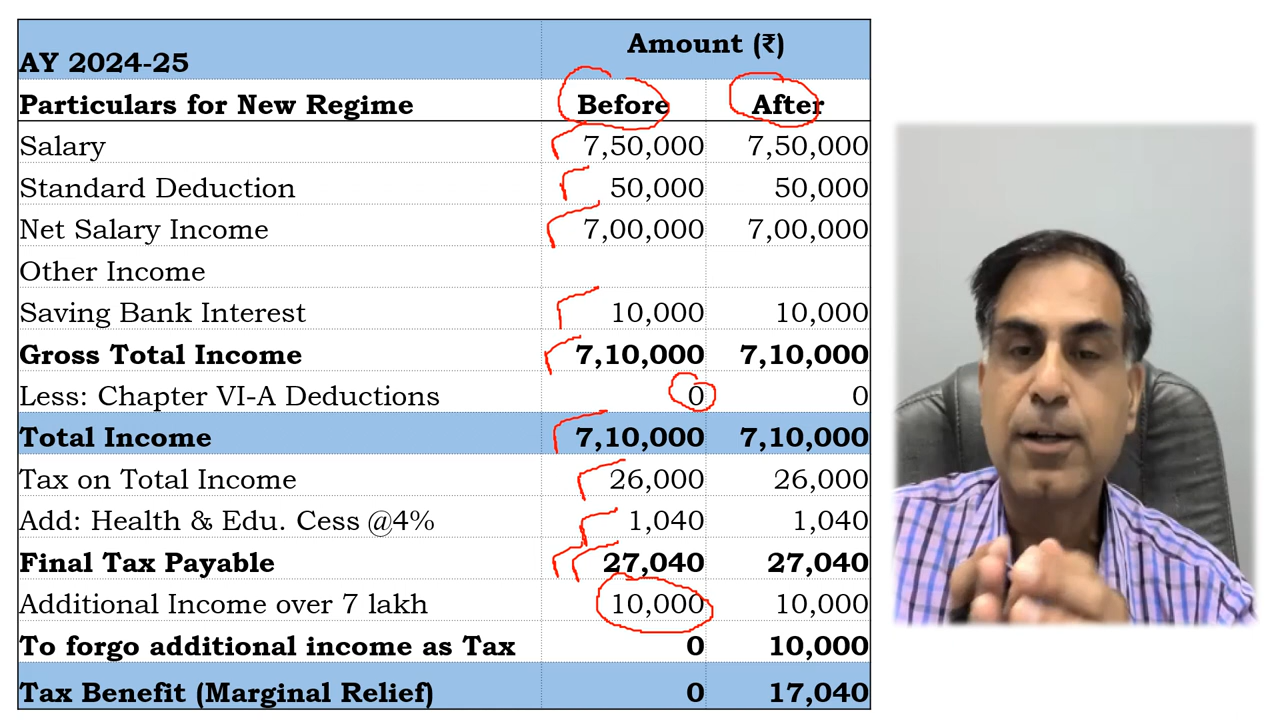 Amount (₹)
AY 2024-25
Particulars for New Regime Before After
Salary 7,50,000 7,50,000
Standard Deduction 50,000 50,000
Net Salary Income 7,00,000 7,00,000
Other Income
Saving Bank Interest 10,000 10,000
Gross Total Income 7,10,000 7,10,000
Less: Chapter VI-A Deductions 0 0
Total Income 7,10,000 7,10,000
Tax on Total Income 26,000 26,000
Add: Health & Edu. Cess @4% 1,040 1,040
Final Tax Payable 27,040 27,040
Additional Income over 7 lakh 10,000 10,000
To forgo additional income as Tax 0 10,000
Tax Benefit (Marginal Relief) 0 17,040